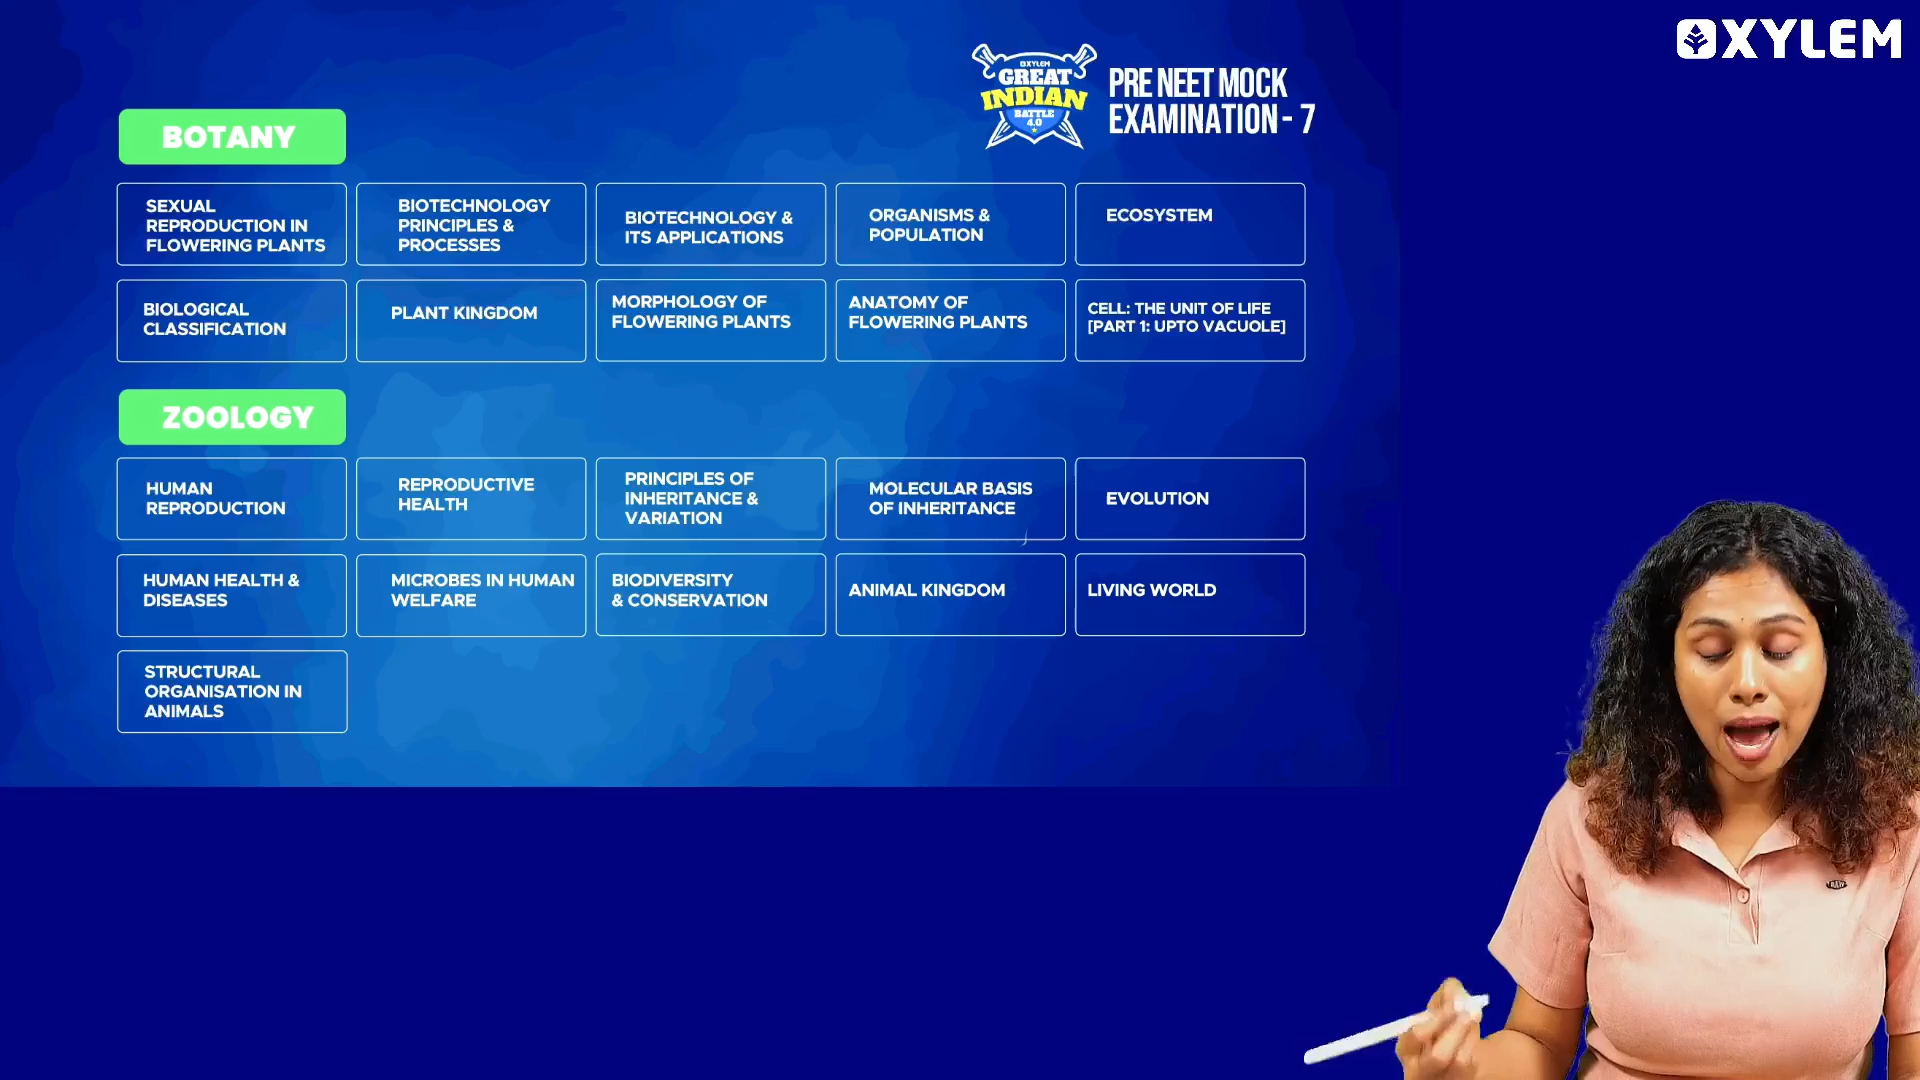 XYLEM
XYLEM
GREAT
INDIAN
BATTLE
4.0
PRE NEET MOCK
EXAMINATION - 7
BOTANY
SEXUAL
REPRODUCTION IN
FLOWERING PLANTS
BIOTECHNOLOGY
PRINCIPLES &
PROCESSES
BIOTECHNOLOGY &
ITS APPLICATIONS
ORGANISMS &
POPULATION
ECOSYSTEM
BIOLOGICAL
CLASSIFICATION
PLANT KINGDOM
MORPHOLOGY OF
FLOWERING PLANTS
ANATOMY OF
FLOWERING PLANTS
CELL: THE UNIT OF LIFE
[PART 1: UPTO VACUOLE]
ZOOLOGY
HUMAN
REPRODUCTION
REPRODUCTIVE
HEALTH
PRINCIPLES OF
INHERITANCE &
VARIATION
MOLECULAR BASIS
OF INHERITANCE
EVOLUTION
HUMAN HEALTH &
DISEASES
MICROBES IN HUMAN
WELFARE
BIODIVERSITY
& CONSERVATION
ANIMAL KINGDOM
LIVING WORLD
STRUCTURAL
ORGANISATION IN
ANIMALS